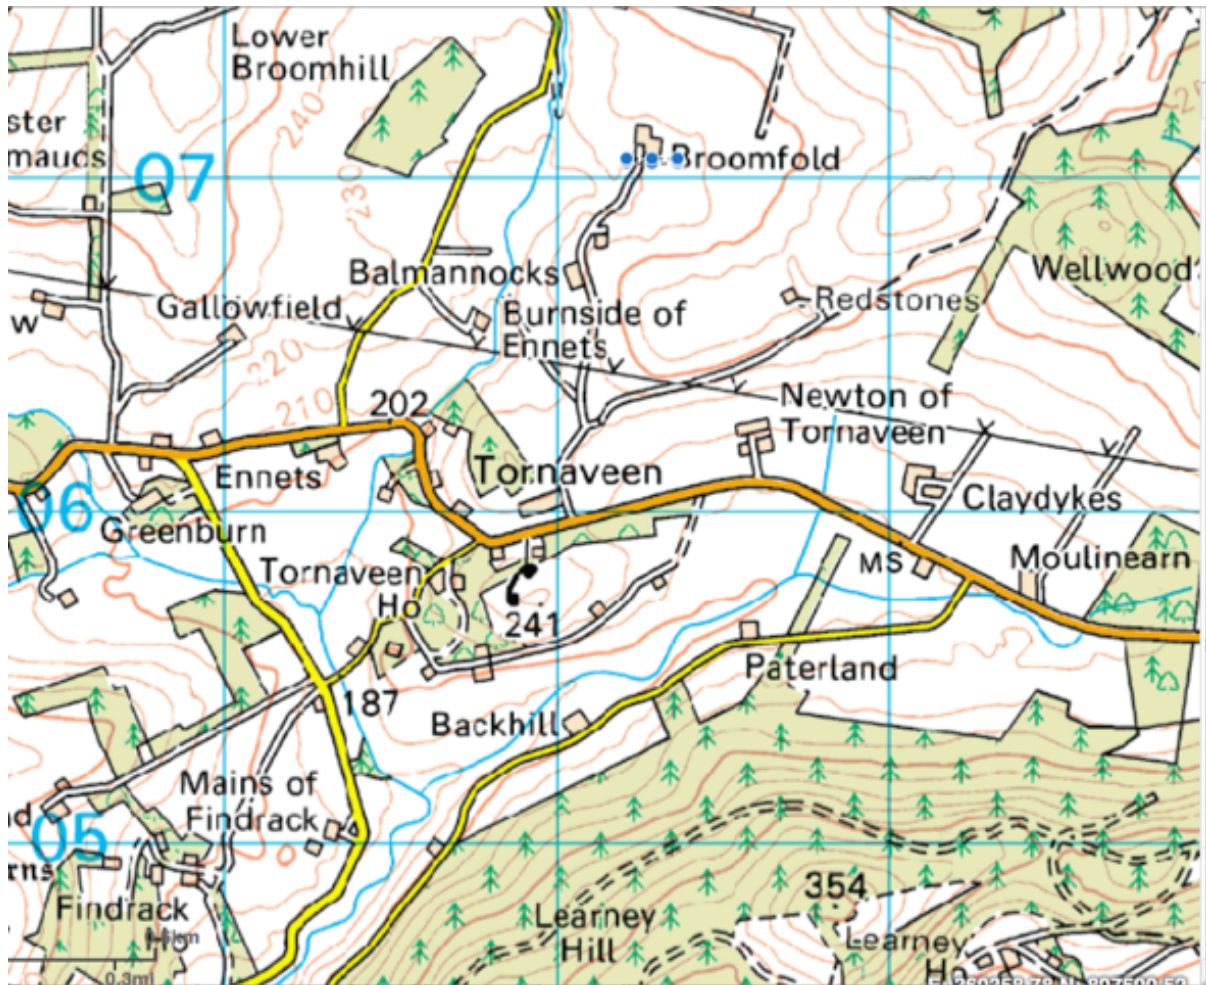 Lower
Broomhill
240
ster
mauds
07
Broomfold
230
Balmannocks
Wellwood
Gallowfield
Redstones
w
Burnside of
Ennets
220
210
202
Newton of
Tornaveen
Ennets
Tornaveen
06
Claydykes
Greenburn
MS
Moulinearn
Tornaveen
Ho
241
Paterland
187
Backhill
Mains of
Findrack
d
05
rns
354
Findrack
Ho
Learney
Hill
Learney
Ho
0.3mi